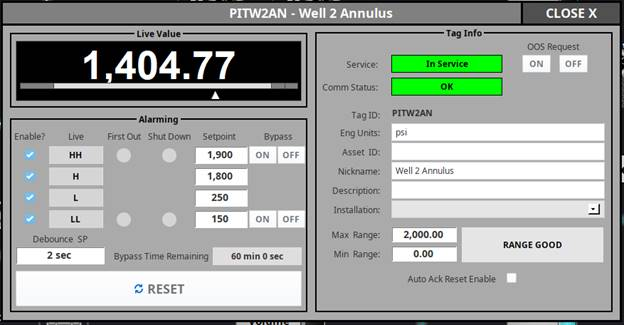 PITW2AN - Well 2 Annulus
CLOSE X
Live Value
1,404.77
Alarming
Enable? Live First Out Shut Down Setpoint Bypass
HH 1,900 ON OFF
H 1,800
L 250
LL 150 ON OFF
Debounce SP
2 sec
Bypass Time Remaining 60 min 0 sec
RESET
Tag Info
OOS Request
Service: In Service ON OFF
Comm Status: OK
Tag ID: PITW2AN
Eng Units: psi
Asset ID:
Nickname: Well 2 Annulus
Description:
Installation:
Max Range: 2,000.00
Min Range: 0.00
RANGE GOOD
Auto Ack Reset Enable